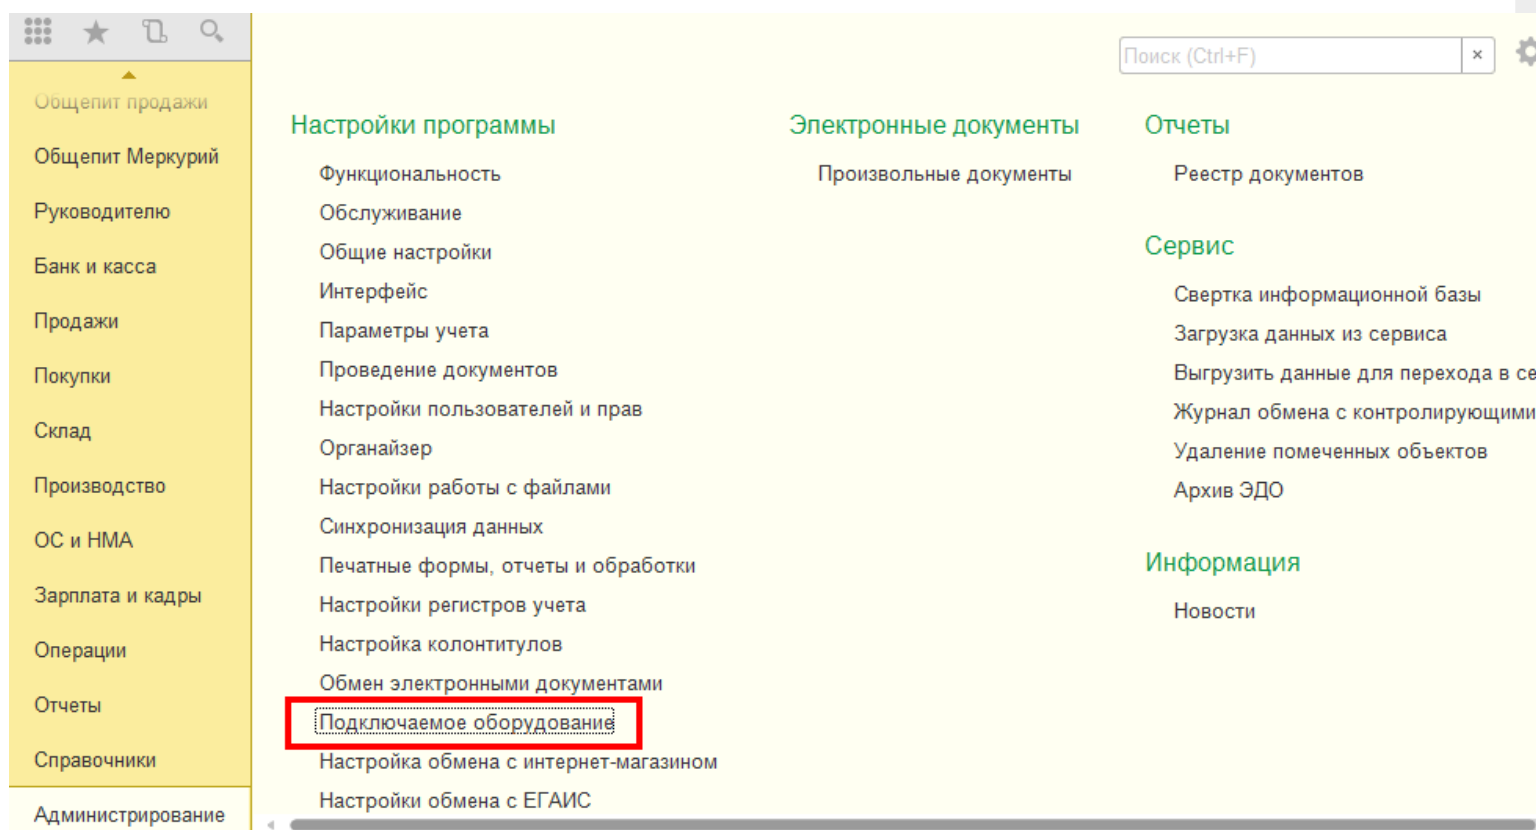 Общепит продажи
Общепит Меркурий
Руководителю
Банк и касса
Продажи
Покупки
Склад
Производство
ОС и НМА
Зарплата и кадры
Операции
Отчеты
Справочники
Администрирование
Поиск (Ctrl+F)
×
Настройки программы
Функциональность
Обслуживание
Общие настройки
Интерфейс
Параметры учета
Проведение документов
Настройки пользователей и прав
Органайзер
Настройки работы с файлами
Синхронизация данных
Печатные формы, отчеты и обработки
Настройки регистров учета
Настройка колонтитулов
Обмен электронными документами
Подключаемое оборудование
Настройка обмена с интернет-магазином
Настройки обмена с ЕГАИС
Электронные документы
Произвольные документы
Отчеты
Реестр документов
Сервис
Свертка информационной базы
Загрузка данных из сервиса
Выгрузить данные для перехода в се
Журнал обмена с контролирующими
Удаление помеченных объектов
Архив ЭДО
Информация
Новости